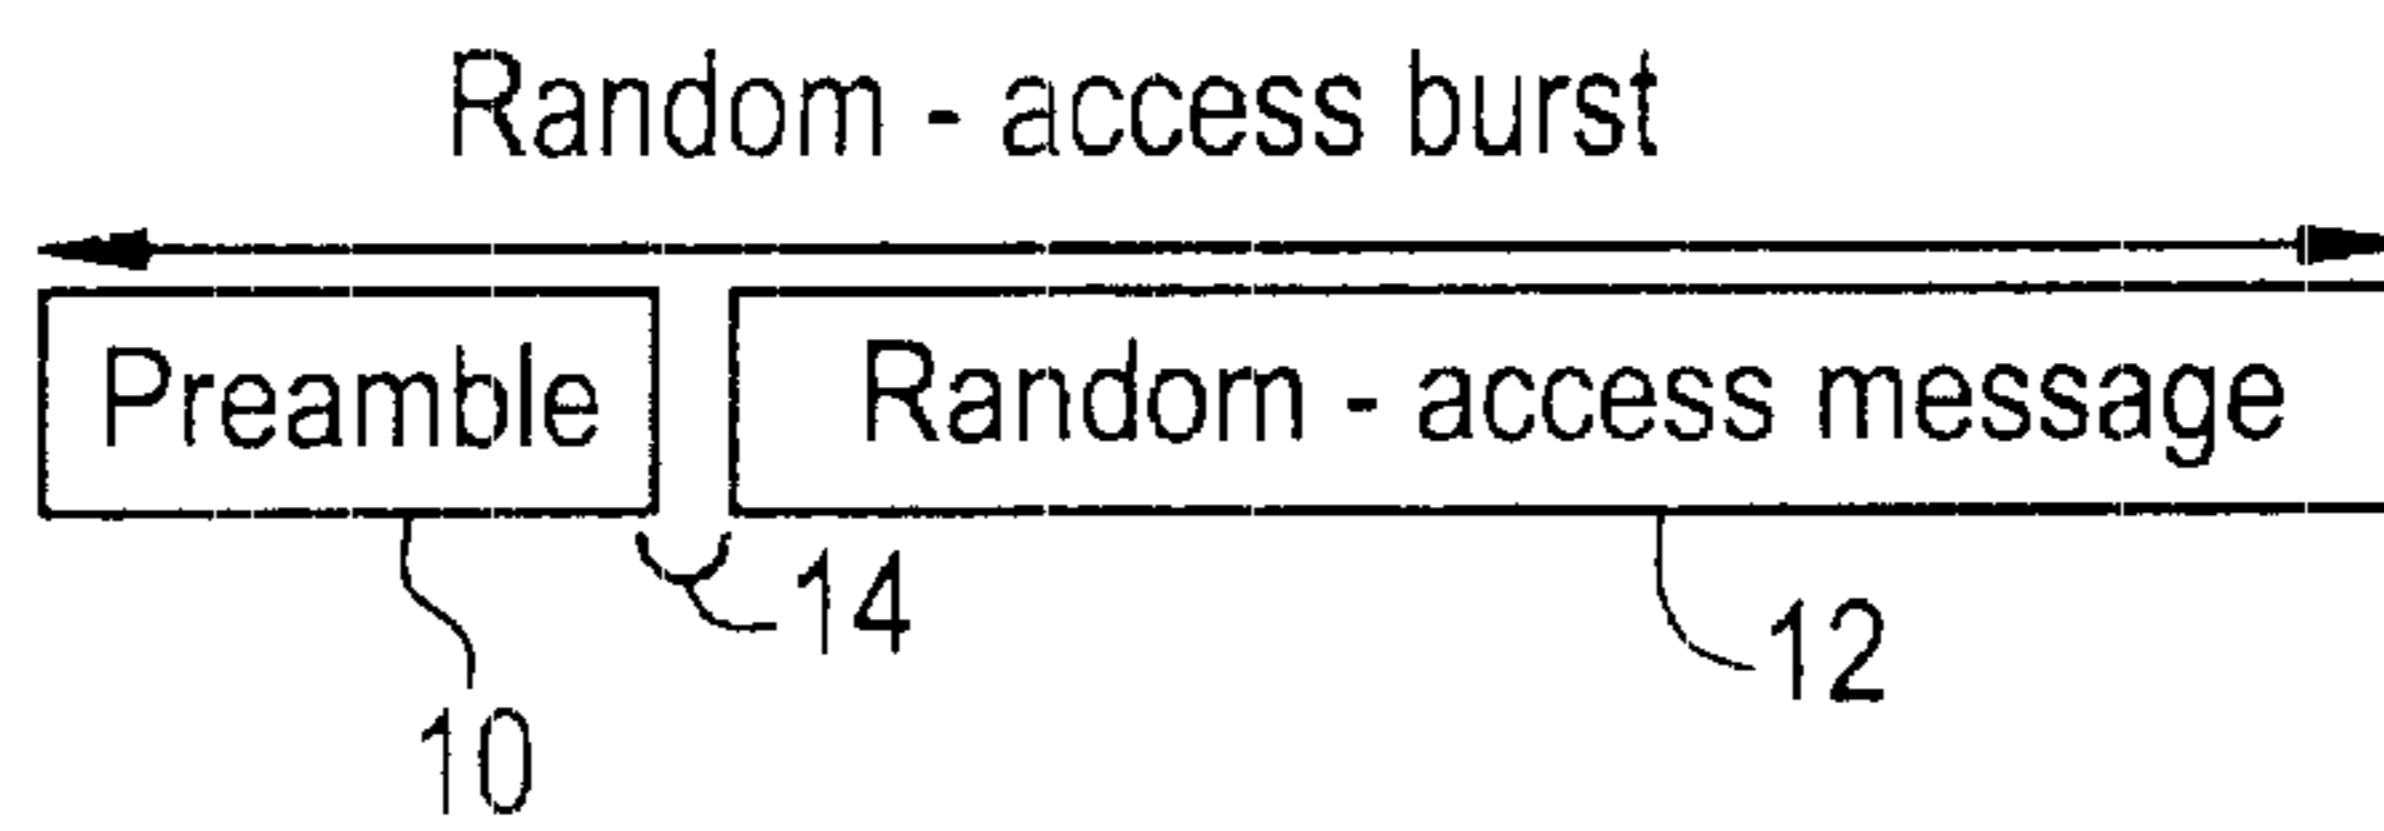 Random - access burst
Preamble
Random - access message
14
12
10